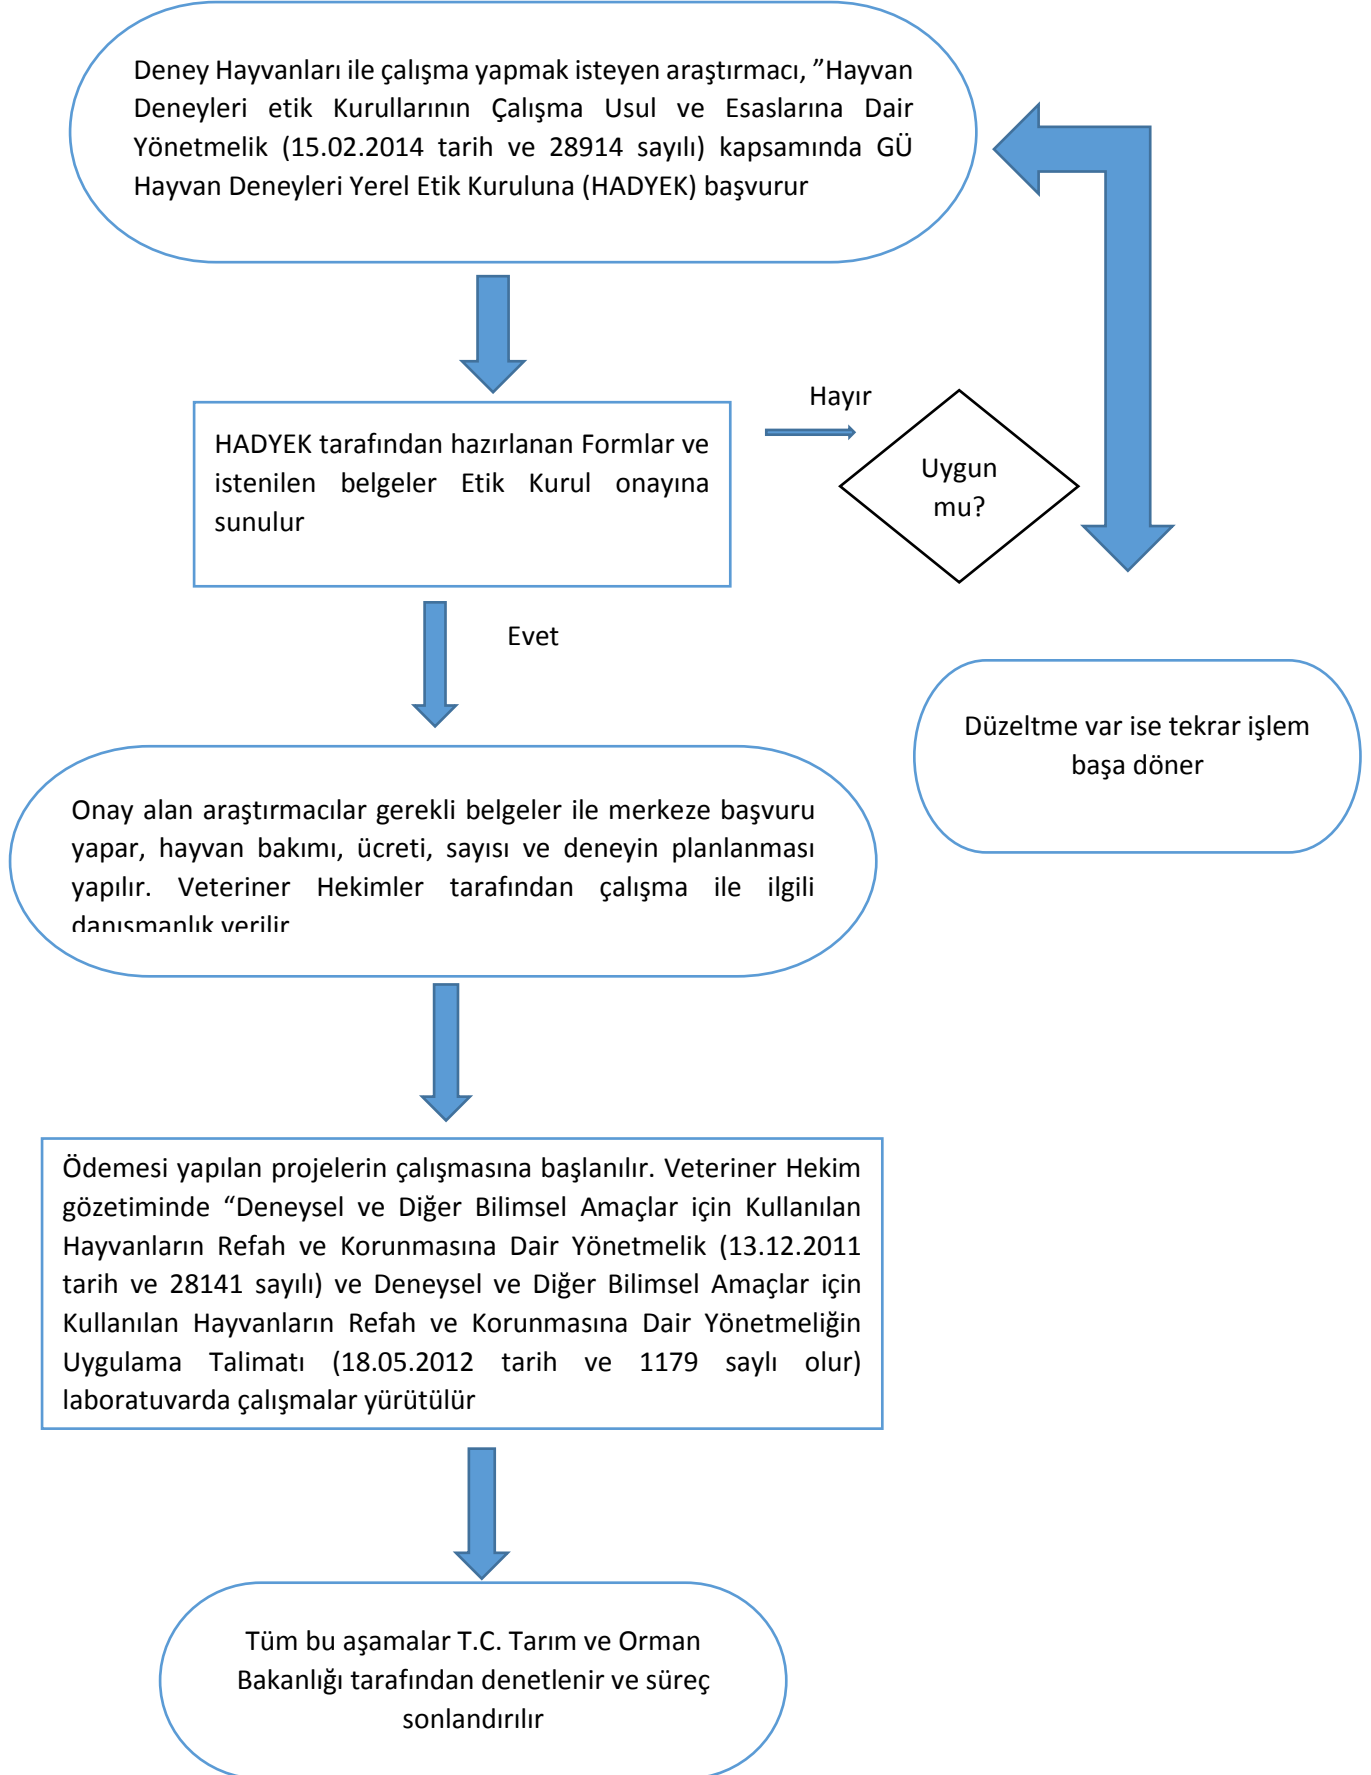 Deney Hayvanları ile çalışma yapmak isteyen araştırmacı, ”Hayvan
Deneyleri etik Kurullarının Çalışma Usul ve Esaslarına Dair
Yönetmelik (15.02.2014 tarih ve 28914 sayılı) kapsamında GÜ
Hayvan Deneyleri Yerel Etik Kuruluna (HADYEK) başvurur
HADYEK tarafından hazırlanan Formlar ve
istenilen belgeler Etik Kurul onayına
sunulur
Hayır
Uygun
mu?
Evet
Düzeltme var ise tekrar işlem
başa döner
Onay alan araştırmacılar gerekli belgeler ile merkeze başvuru
yapar, hayvan bakımı, ücreti, sayısı ve deneyin planlanması
yapılır. Veteriner Hekimler tarafından çalışma ile ilgili
danışmanlık verilir
Ödemesi yapılan projelerin çalışmasına başlanılır. Veteriner Hekim
gözetiminde “Deneysel ve Diğer Bilimsel Amaçlar için Kullanılan
Hayvanların Refah ve Korunmasına Dair Yönetmelik (13.12.2011
tarih ve 28141 sayılı) ve Deneysel ve Diğer Bilimsel Amaçlar için
Kullanılan Hayvanların Refah ve Korunmasına Dair Yönetmeliğin
Uygulama Talimatı (18.05.2012 tarih ve 1179 saylı olur)
laboratuvarda çalışmalar yürütülür
Tüm bu aşamalar T.C. Tarım ve Orman
Bakanlığı tarafından denetlenir ve süreç
sonlandırılır